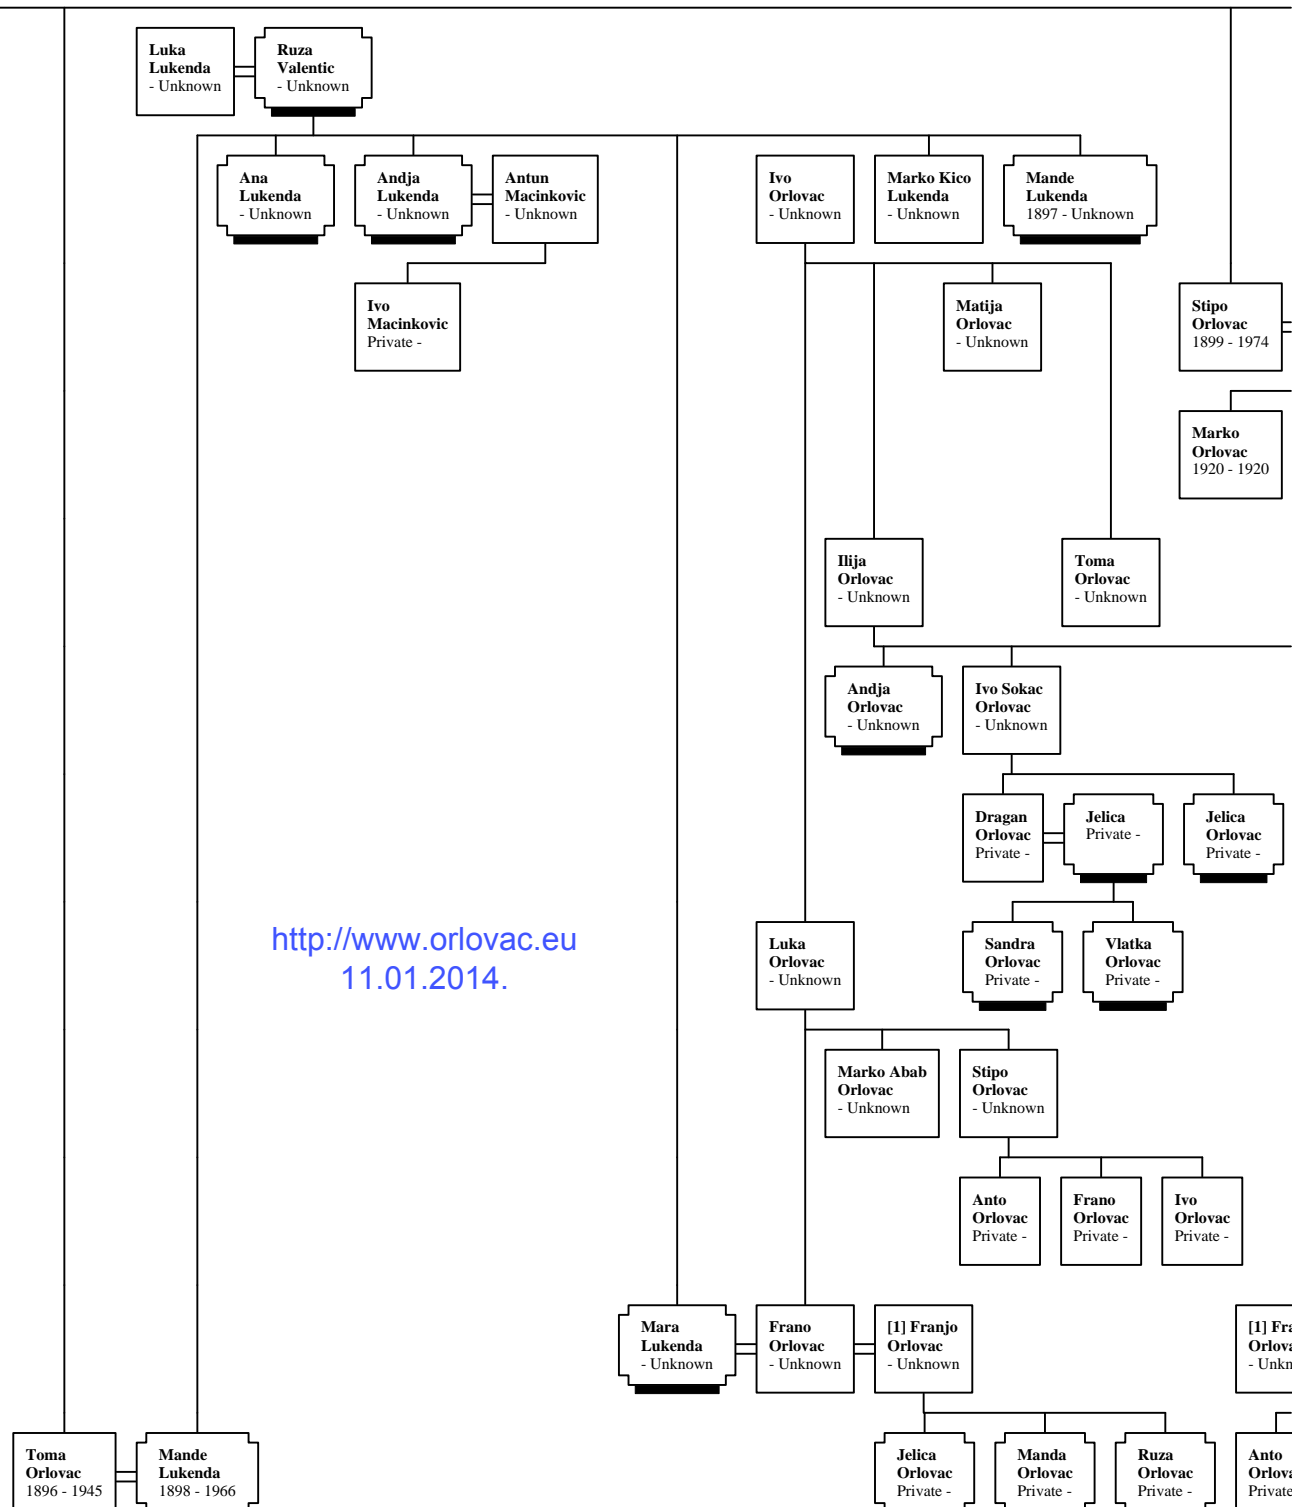 Luka
Lukenda
- Unknown
Ruza
Valentic
- Unknown
Ana
Lukenda
- Unknown
Andja
Lukenda
- Unknown
Antun
Macinkovic
- Unknown
Ivo
Orlovac
- Unknown
Marko Kico
Lukenda
- Unknown
Mande
Lukenda
1897 - Unknown
Ivo
Macinkovic
Private -
Matija
Orlovac
- Unknown
Stipo
Orlovac
1899 - 1974
Marko
Orlovac
1920 - 1920
Ilija
Orlovac
- Unknown
Toma
Orlovac
- Unknown
Andja
Orlovac
- Unknown
Ivo Sokac
Orlovac
- Unknown
Dragan
Orlovac
Private -
Jelica
Private -
Jelica
Orlovac
Private -
http://www.orlovac.eu
11.01.2014.
Luka
Orlovac
- Unknown
Sandra
Orlovac
Private -
Vlatka
Orlovac
Private -
Marko Abab
Orlovac
- Unknown
Stipo
Orlovac
- Unknown
Anto
Orlovac
Private -
Frano
Orlovac
Private -
Ivo
Orlovac
Private -
Mara
Lukenda
- Unknown
Frano
Orlovac
- Unknown
[1] Franjo
Orlovac
- Unknown
[1] Fra
Orlova
- Unkn
Toma
Orlovac
1896 - 1945
Mande
Lukenda
1898 - 1966
Jelica
Orlovac
Private -
Manda
Orlovac
Private -
Ruza
Orlovac
Private -
Anto
Orlova
Private